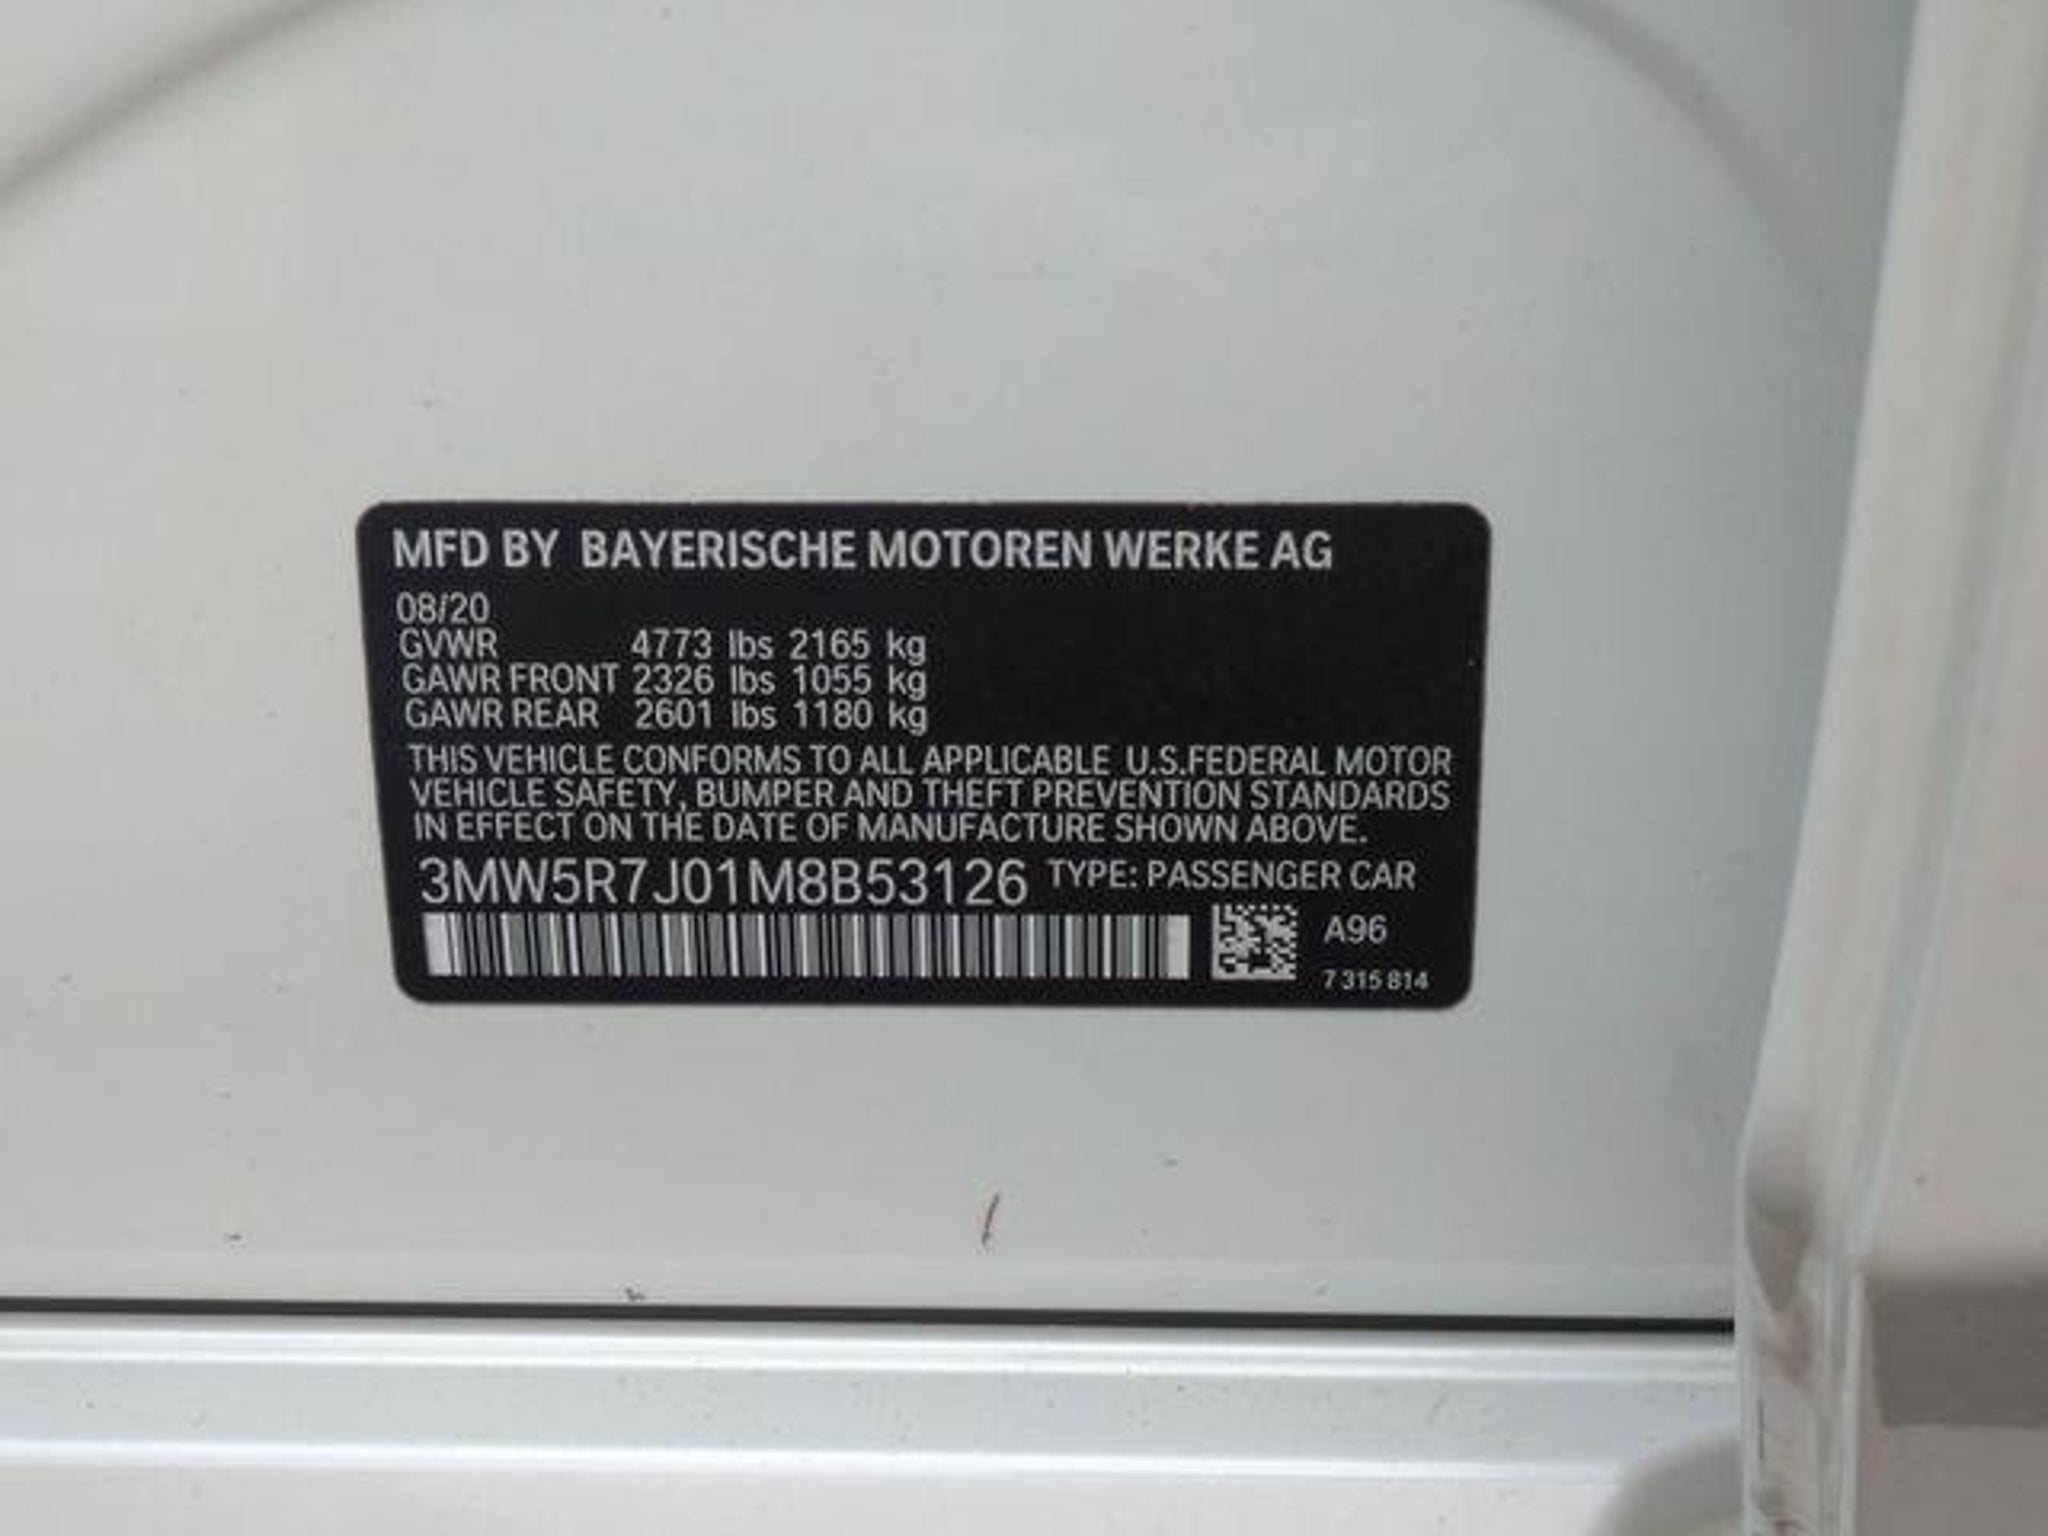 MFD BY BAYERISCHE MOTOREN WERKE AG
08/20
GVWR 4773 lbs 2165 kg
GAWR FRONT 2326 lbs 1055 kg
GAWR REAR 2601 lbs 1180 kg
THIS VEHICLE CONFORMS TO ALL APPLICABLE U.S.FEDERAL MOTOR
VEHICLE SAFETY, BUMPER AND THEFT PREVENTION STANDARDS
IN EFFECT ON THE DATE OF MANUFACTURE SHOWN ABOVE.
3MW5R7J01M8B53126 TYPE: PASSENGER CAR
A96
7 315 814